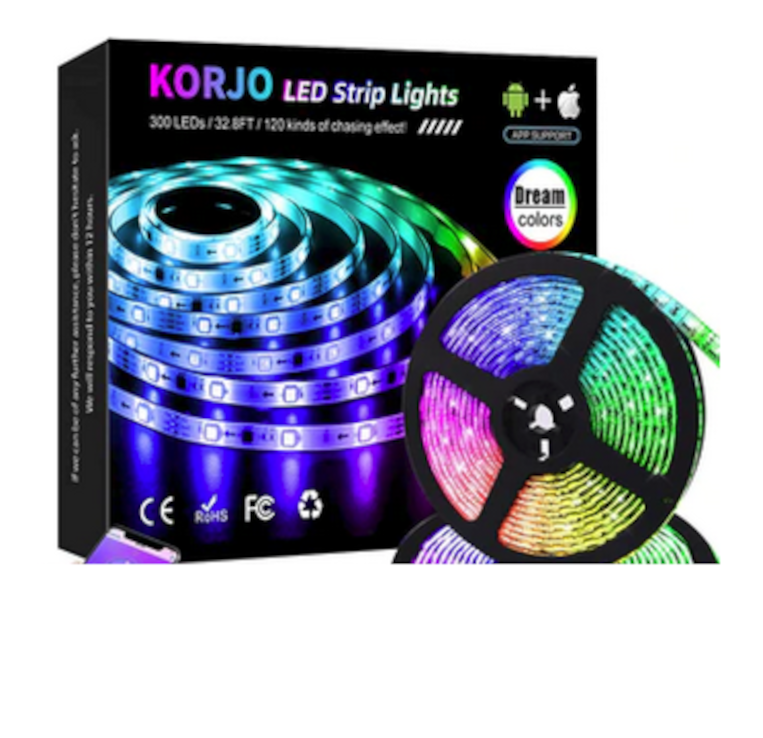 KORJO LED Strip Lights
300 LEDs / 32.8FT / 120 kinds of chasing effect! /////
APP SUPPORT
Dream
colors
If we can be of any further assistance, please don't hesitate to ask.
We will respond to you within 12 hours.
CE RoHS FC